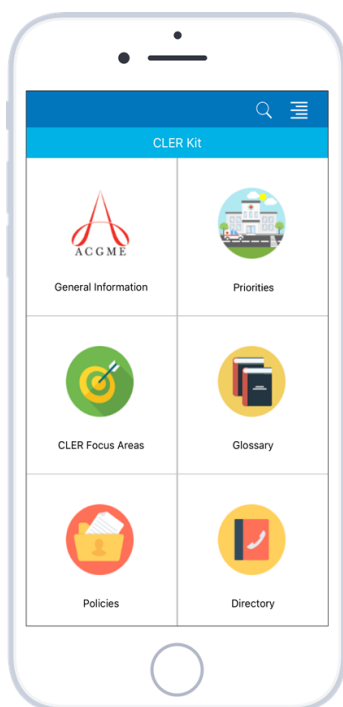 CLER Kit
ACGME
General Information
Priorities
CLER Focus Areas
Glossary
Policies
Directory